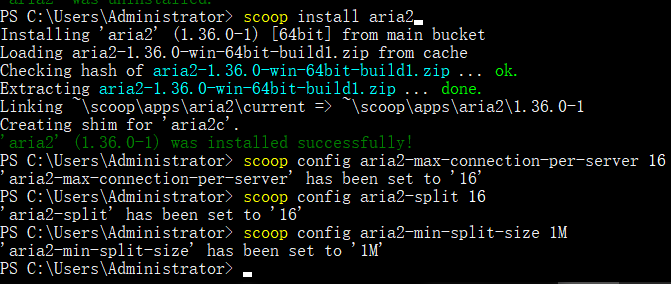 'aria2' was uninstalled.
PS C:\Users\Administrator> scoop install aria2
Installing 'aria2' (1.36.0-1) [64bit] from main bucket
Loading aria2-1.36.0-win-64bit-build1.zip from cache
Checking hash of aria2-1.36.0-win-64bit-build1.zip ... ok.
Extracting aria2-1.36.0-win-64bit-build1.zip ... done.
Linking ~\scoop\apps\aria2\current => ~\scoop\apps\aria2\1.36.0-1
Creating shim for 'aria2c'.
'aria2' (1.36.0-1) was installed successfully!
PS C:\Users\Administrator> scoop config aria2-max-connection-per-server 16
'aria2-max-connection-per-server' has been set to '16'
PS C:\Users\Administrator> scoop config aria2-split 16
'aria2-split' has been set to '16'
PS C:\Users\Administrator> scoop config aria2-min-split-size 1M
'aria2-min-split-size' has been set to '1M'
PS C:\Users\Administrator>